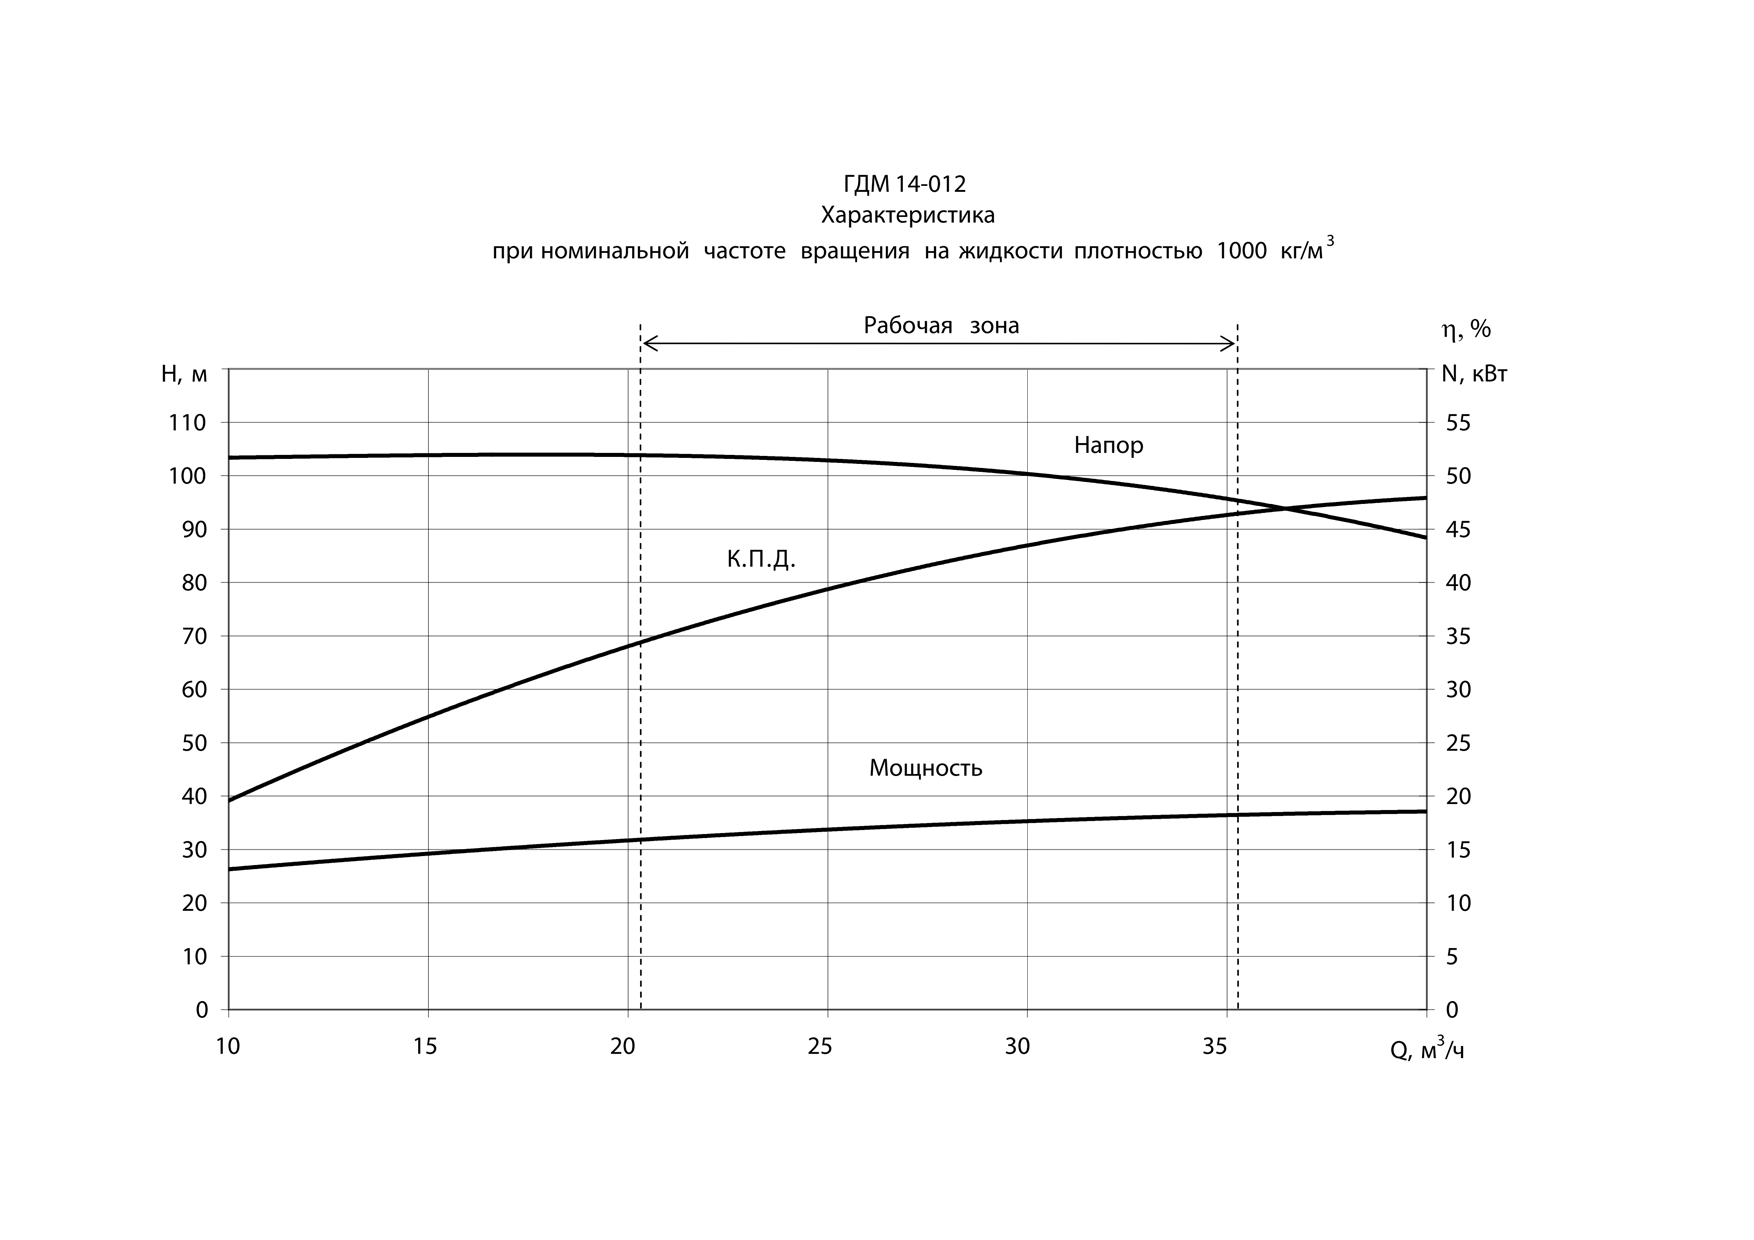 ГДМ 14-012
Характеристика
при номинальной частоте вращения на жидкости плотностью 1000 кг/м³
Рабочая зона
η, %
H, м
N, кВт
110
55
Напор
100
50
90
45
К.П.Д.
80
40
70
35
60
30
50
25
Мощность
40
20
30
15
20
10
10
5
0
0
10
15
20
25
30
35
Q, м³/ч